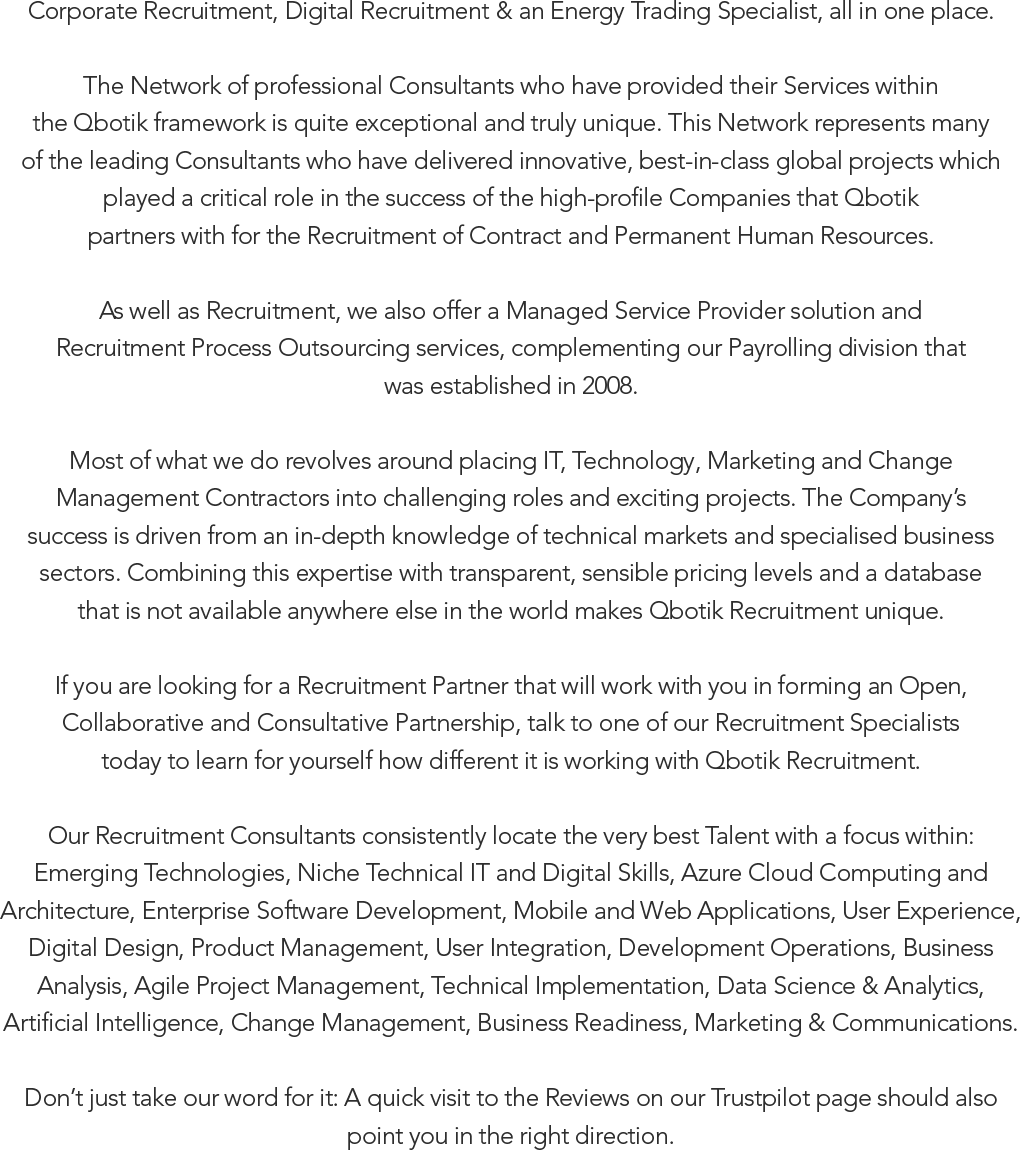 Corporate Recruitment, Digital Recruitment & an Energy Trading Specialist, all in one place.
The Network of professional Consultants who have provided their Services within
the Qbotik framework is quite exceptional and truly unique. This Network represents many
of the leading Consultants who have delivered innovative, best-in-class global projects which
played a critical role in the success of the high-profile Companies that Qbotik
partners with for the Recruitment of Contract and Permanent Human Resources.
As well as Recruitment, we also offer a Managed Service Provider solution and
Recruitment Process Outsourcing services, complementing our Payrolling division that
was established in 2008.
Most of what we do revolves around placing IT, Technology, Marketing and Change
Management Contractors into challenging roles and exciting projects. The Company’s
success is driven from an in-depth knowledge of technical markets and specialised business
sectors. Combining this expertise with transparent, sensible pricing levels and a database
that is not available anywhere else in the world makes Qbotik Recruitment unique.
If you are looking for a Recruitment Partner that will work with you in forming an Open,
Collaborative and Consultative Partnership, talk to one of our Recruitment Specialists
today to learn for yourself how different it is working with Qbotik Recruitment.
Our Recruitment Consultants consistently locate the very best Talent with a focus within:
Emerging Technologies, Niche Technical IT and Digital Skills, Azure Cloud Computing and
Architecture, Enterprise Software Development, Mobile and Web Applications, User Experience,
Digital Design, Product Management, User Integration, Development Operations, Business
Analysis, Agile Project Management, Technical Implementation, Data Science & Analytics,
Artificial Intelligence, Change Management, Business Readiness, Marketing & Communications.
Don’t just take our word for it: A quick visit to the Reviews on our Trustpilot page should also
point you in the right direction.